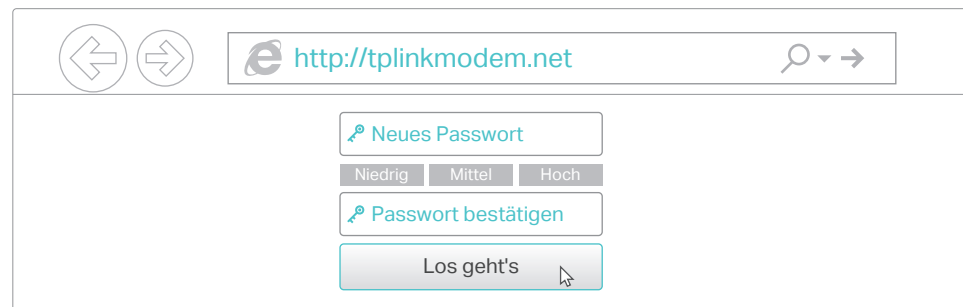 http://tplinkmodem.net
Neues Passwort
Niedrig Mittel Hoch
Passwort bestätigen
Los geht's